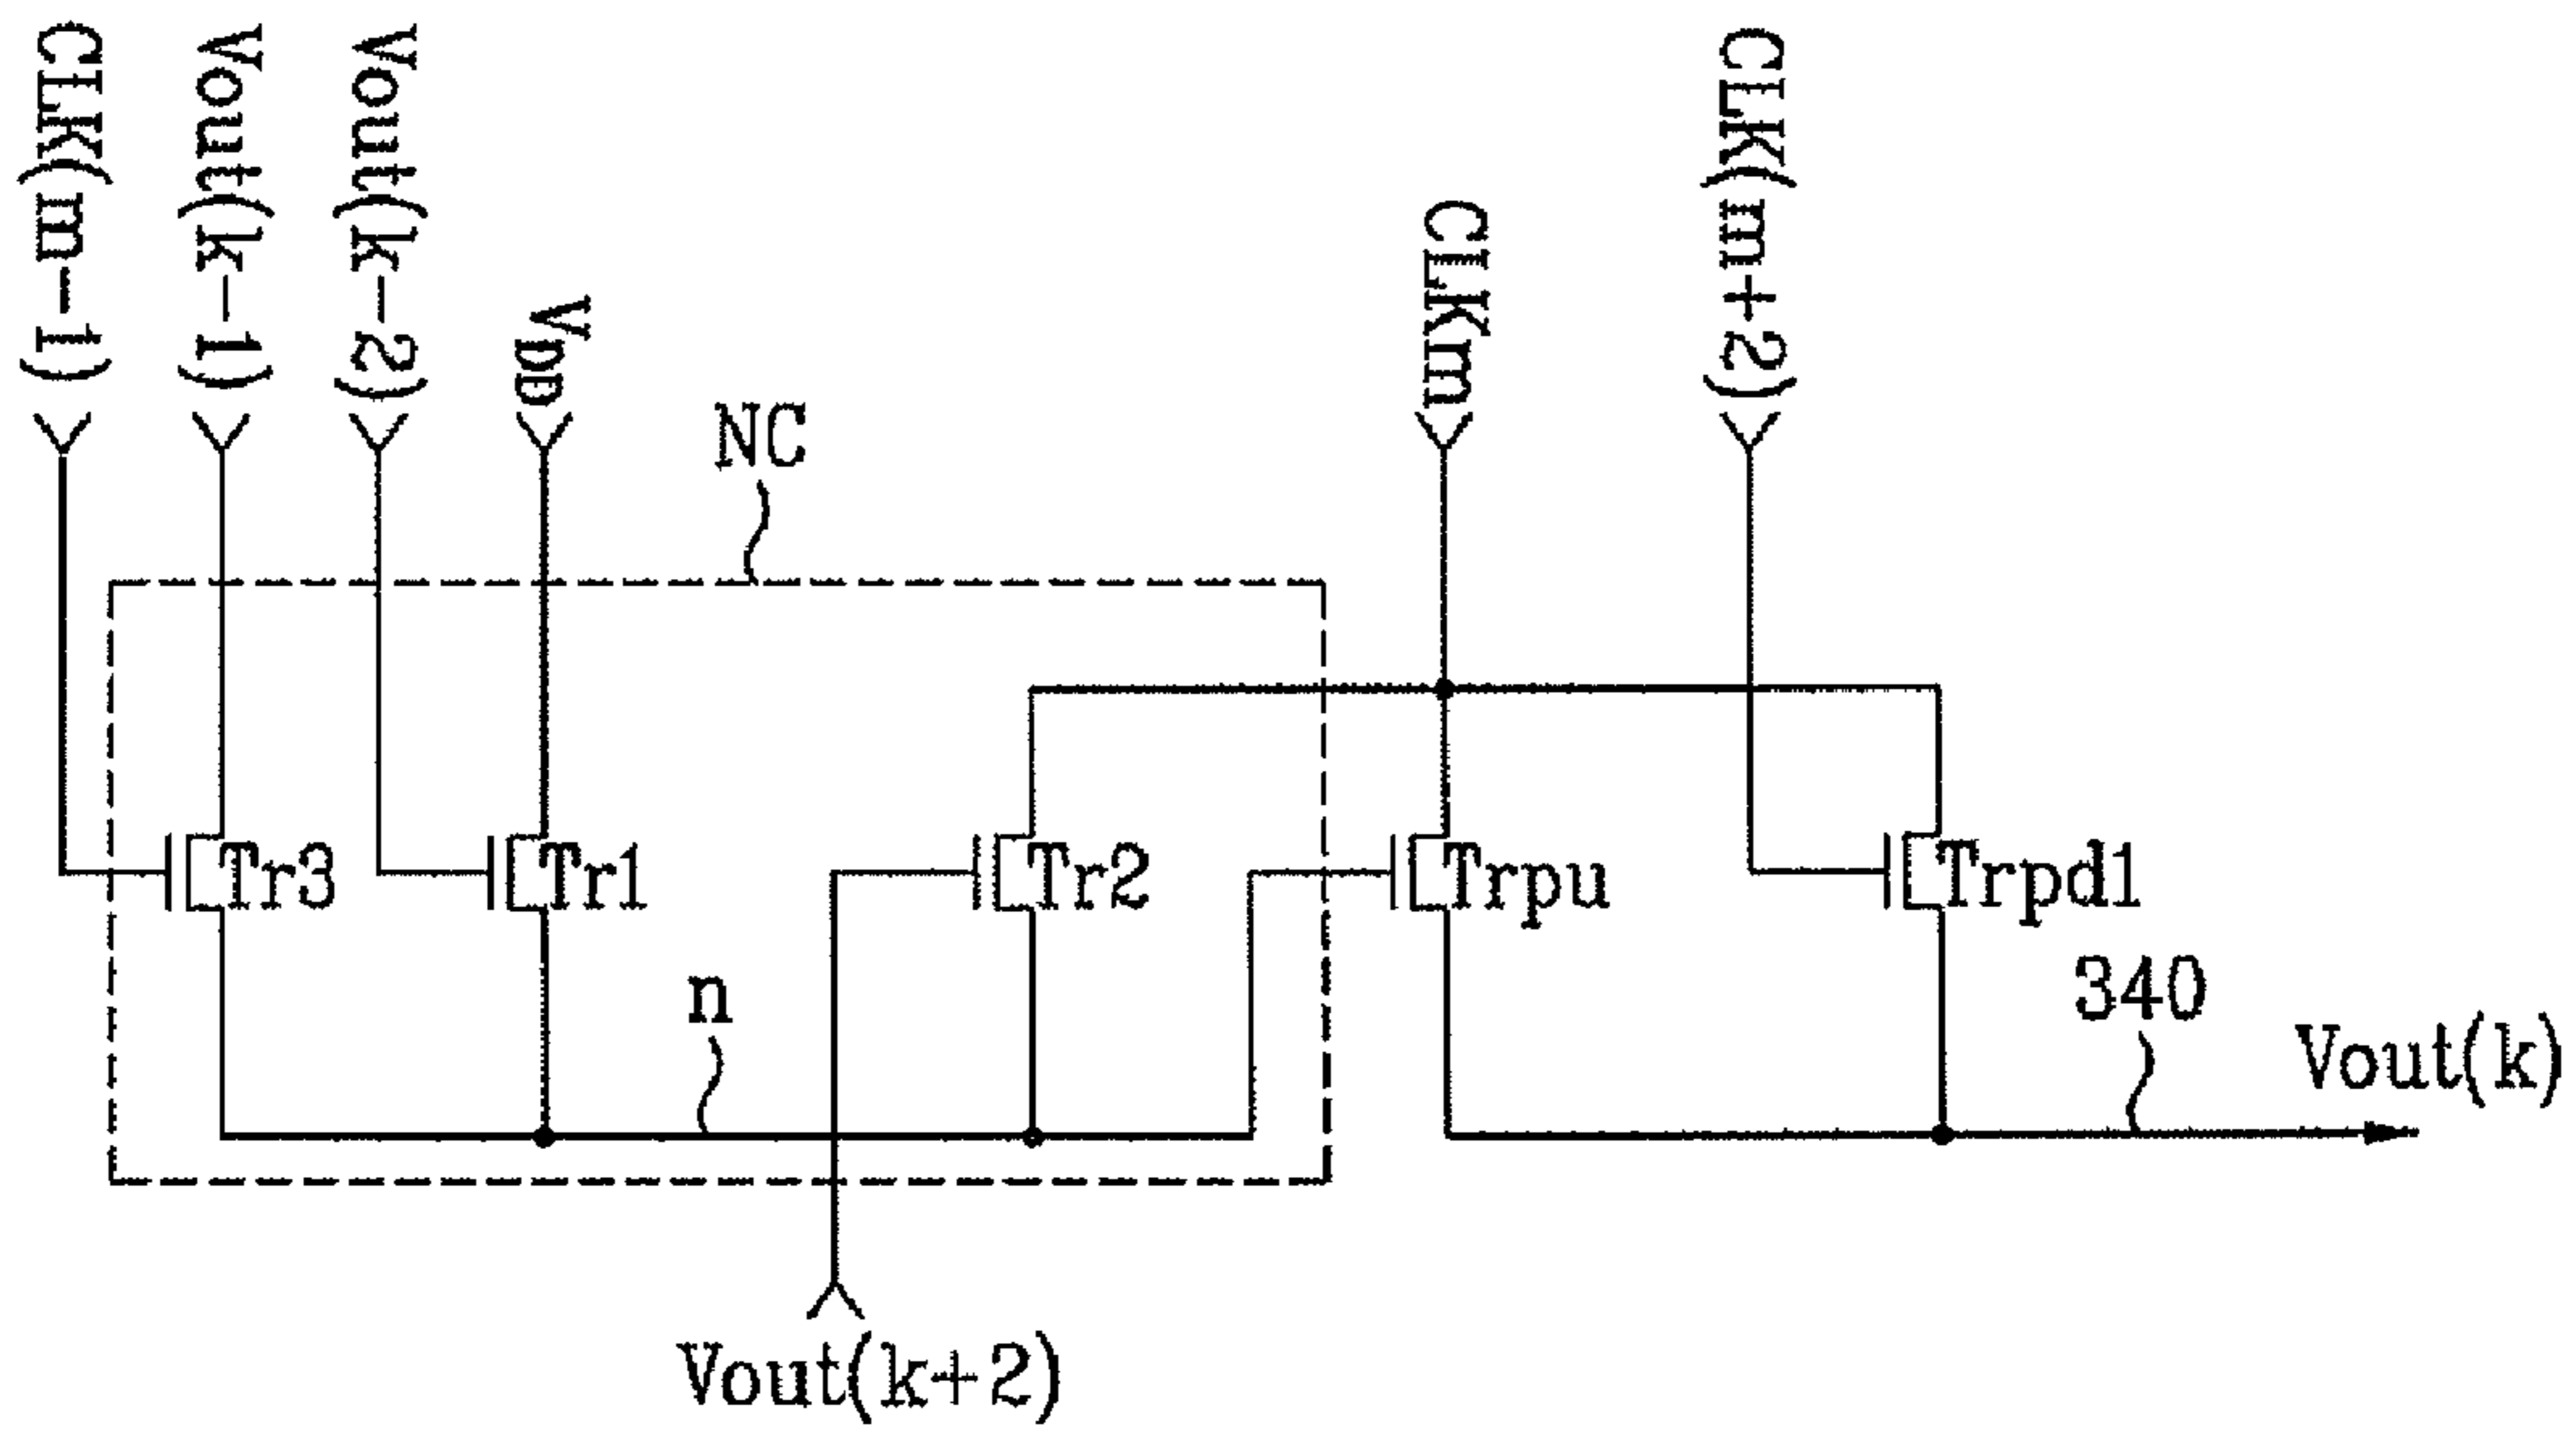 CLK(m-1)
Vout(k-1)
Vout(k-2)
VDD
NC
CLKm
CLK(m+2)
Tr3
Tr1
Tr2
Trpu
Trpd1
n
340
Vout(k)
Vout(k+2)